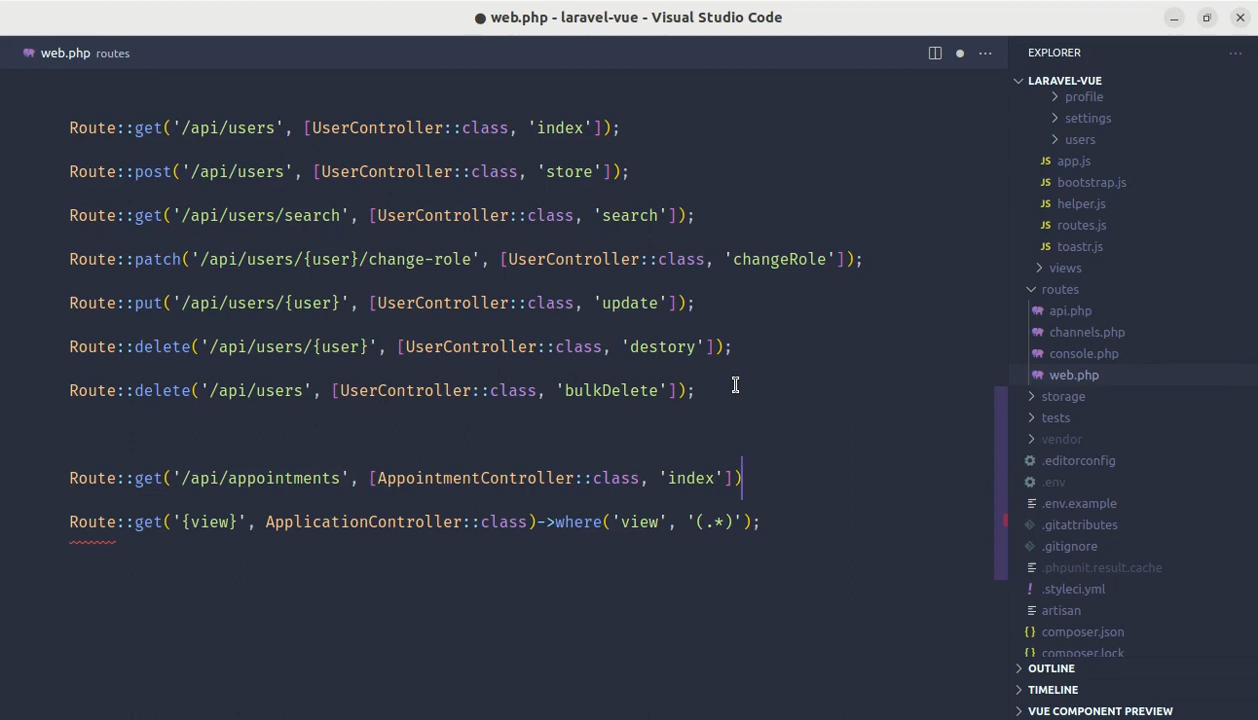 ● web.php - laravel-vue - Visual Studio Code
web.php routes
Route::get('/api/users', [UserController::class, 'index']);
Route::post('/api/users', [UserController::class, 'store']);
Route::get('/api/users/search', [UserController::class, 'search']);
Route::patch('/api/users/{user}/change-role', [UserController::class, 'changeRole']);
Route::put('/api/users/{user}', [UserController::class, 'update']);
Route::delete('/api/users/{user}', [UserController::class, 'destory']);
Route::delete('/api/users', [UserController::class, 'bulkDelete']);
Route::get('/api/appointments', [AppointmentController::class, 'index'])
Route::get('{view}', ApplicationController::class)->where('view', '(.*)');
EXPLORER
LARAVEL-VUE
profile
settings
users
JS app.js
JS bootstrap.js
JS helper.js
JS routes.js
JS toastr.js
views
routes
api.php
channels.php
console.php
web.php
storage
tests
vendor
.editorconfig
.env
.env.example
.gitattributes
.gitignore
.phpunit.result.cache
! .styleci.yml
artisan
{} composer.json
{} composer.lock
OUTLINE
TIMELINE
VUE COMPONENT PREVIEW